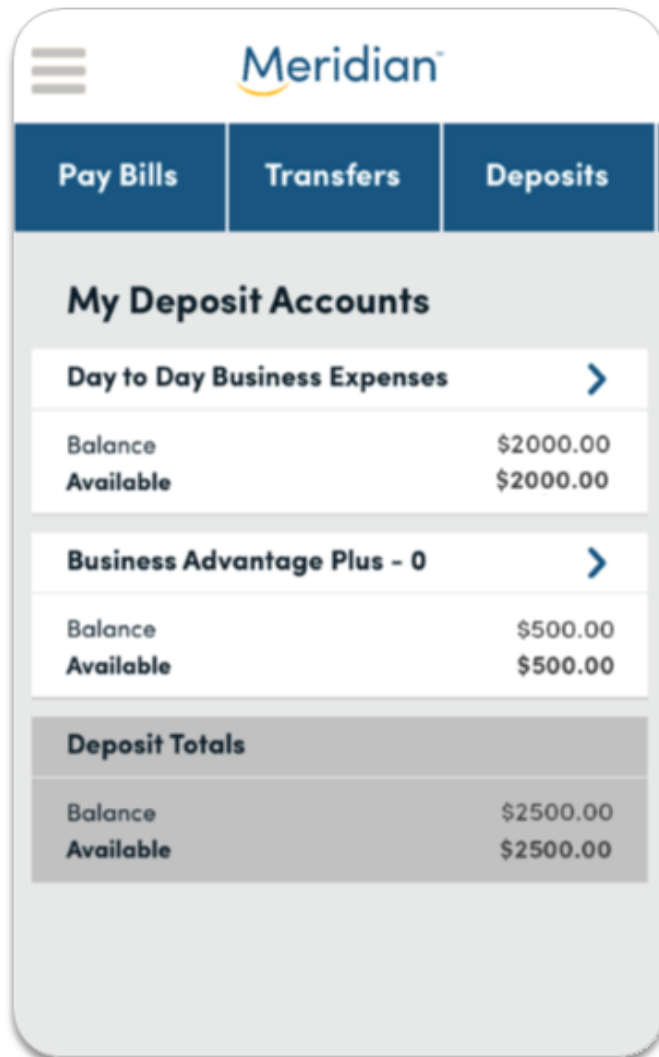 Meridian™
Pay Bills Transfers Deposits
My Deposit Accounts
Day to Day Business Expenses
Balance $2000.00
Available $2000.00
Business Advantage Plus - 0
Balance $500.00
Available $500.00
Deposit Totals
Balance $2500.00
Available $2500.00